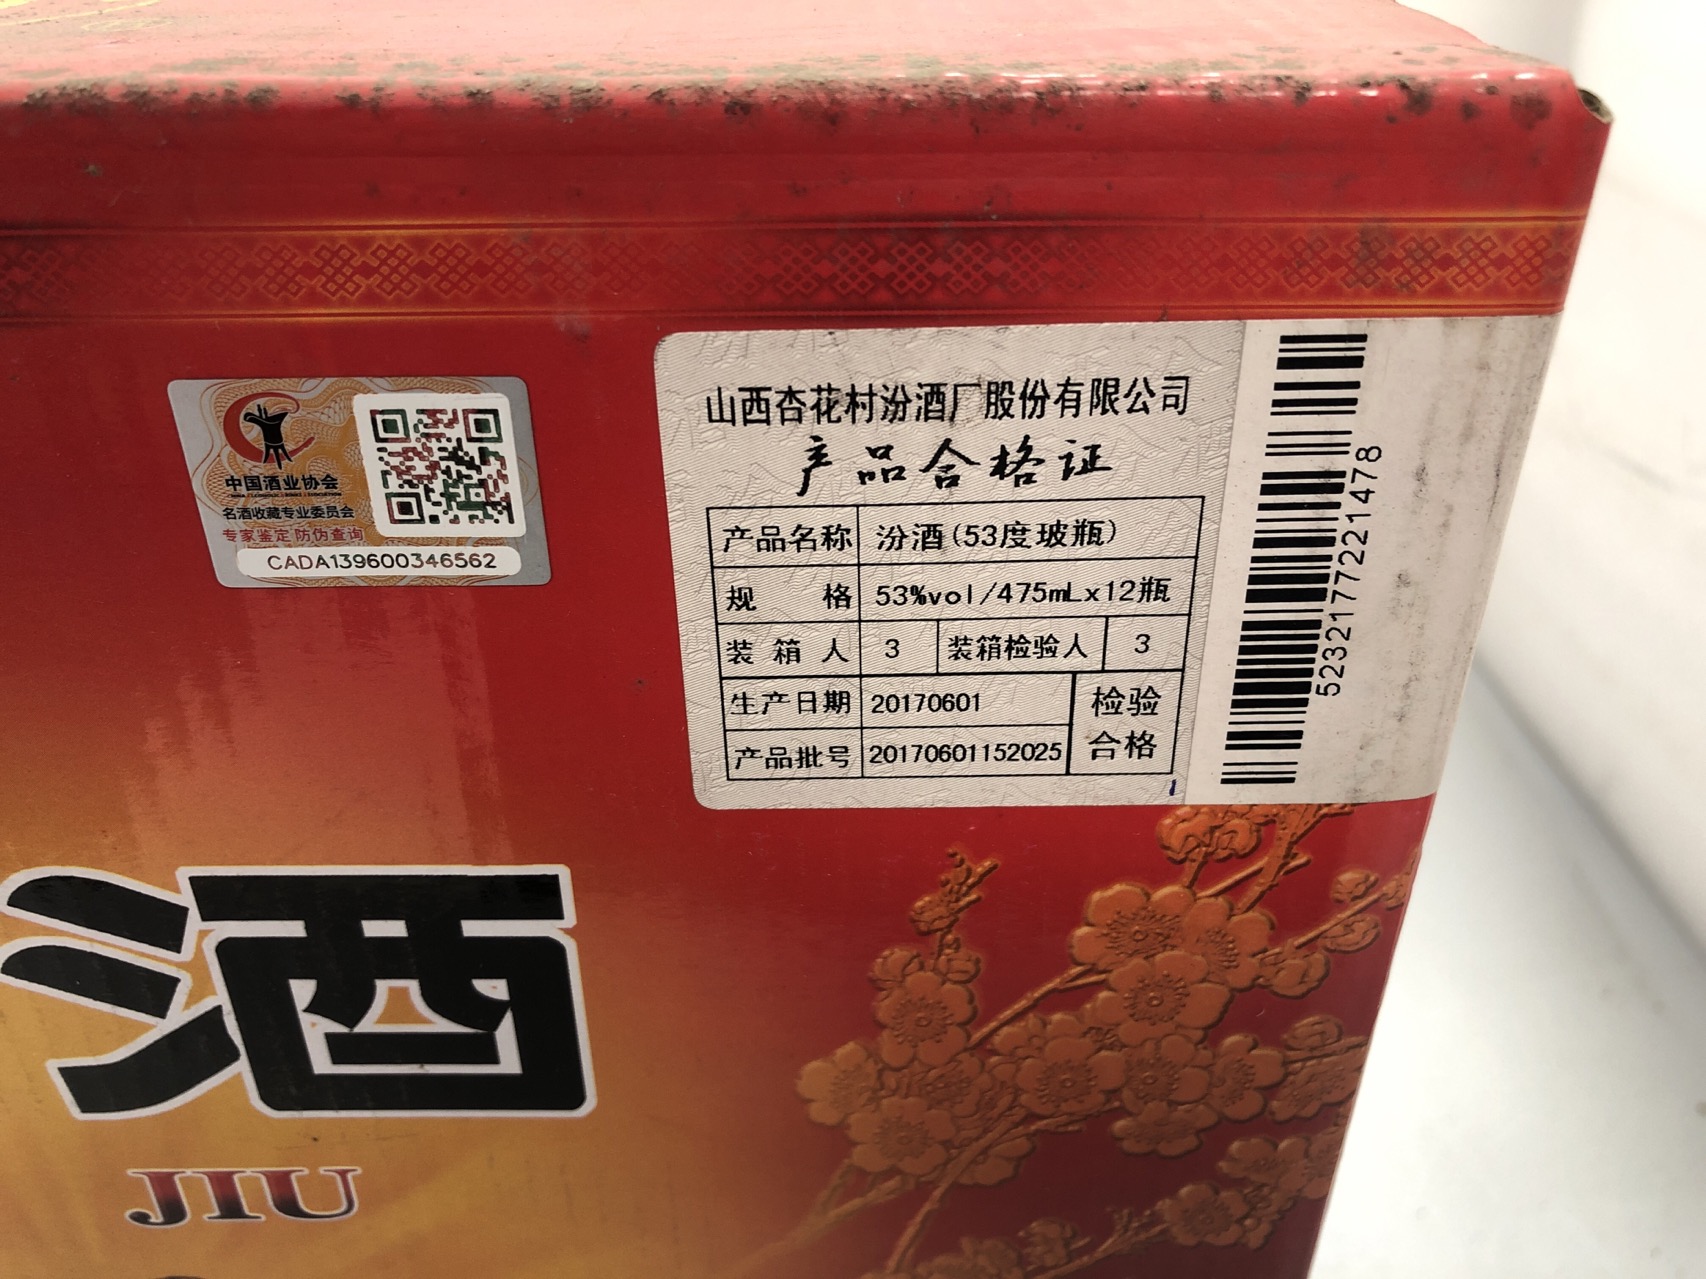 中国酒业协会
名酒收藏专业委员会
专家鉴定 防伪查询
CADA139600346562
山西杏花村汾酒厂股份有限公司
产品合格证
产品名称 汾酒(53度玻瓶)
规 格 53%vol/475mLx12瓶
装 箱 人 3 装箱检验人 3
生产日期 20170601 检验
产品批号 20170601152025 合格
5232177221478
酒
JIU